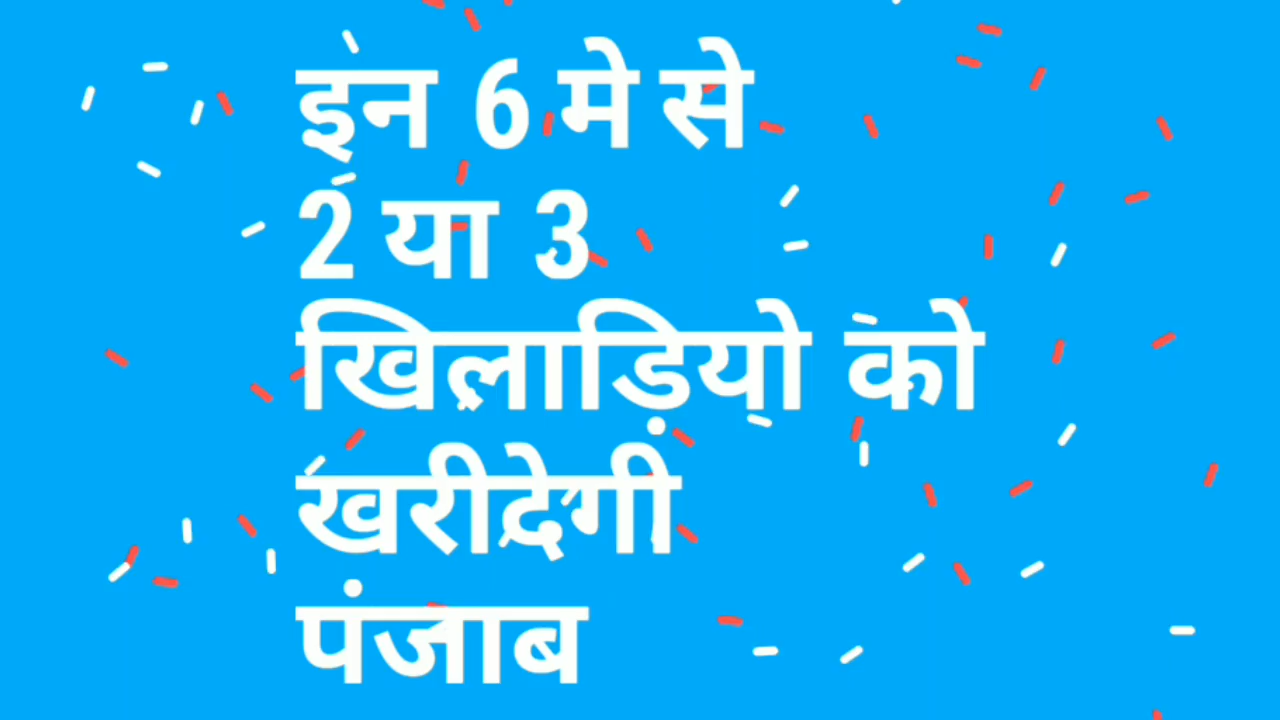 इन 6 मे से
2 या 3
खिलाड़ियो को
खरीदेगी
पंजाब